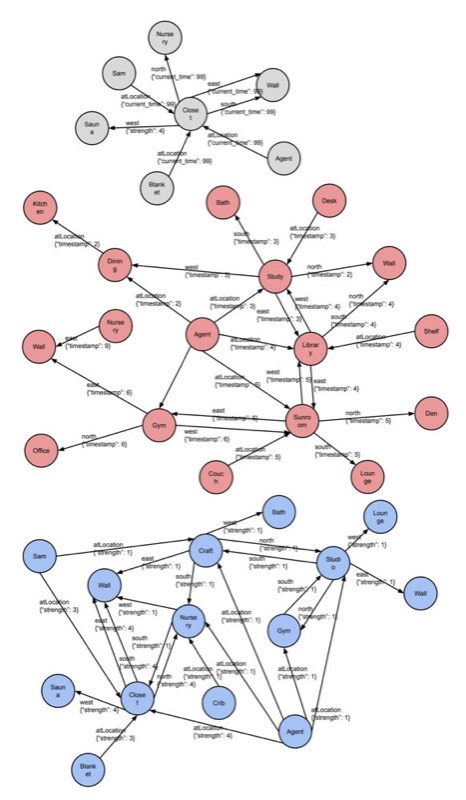 Nurse
ry
north
{"current_time": 99}
Sam
east
{"current_time": 99}
Wall
atLocation
{"current_time": 99}
south
{"current_time": 99}
Close
t
Saun
a
west
{"strength": 4}
atLocation
{"current_time": 99}
Agent
atLocation
{"current_time": 99}
Blank
et
Kitch
en
Bath
Desk
atLocation
{"timestamp": 2}
south
{"timestamp": 3}
atLocation
{"timestamp": 3}
Dinin
g
west
{"timestamp": 3}
Study
north
{"timestamp": 2}
Wall
atLocation
{"timestamp": 2}
atLocation
{"timestamp": 3}
west
{"timestamp": 4}
north
{"timestamp": 4}
east
{"timestamp": 3}
south
{"timestamp": 4}
Nurse
ry
Agent
atLocation
{"timestamp": 4}
Librar
y
atLocation
{"timestamp": 4}
Shelf
Wall
east
{"timestamp": 9}
atLocation
west
{"timestamp": 5}
east
{"timestamp": 4}
east
{"timestamp": 6}
Gym
east
Sunro
om
north
{"timestamp": 5}
Den
west
{"timestamp": 6}
Office
north
{"timestamp": 6}
atLocation
{"timestamp": 5}
south
{"timestamp": 5}
Couc
h
Loun
ge
Bath
Loun
ge
west
{"strength": 1}
west
{"strength": 1}
Sam
atLocation
{"strength": 1}
Craft
north
{"strength": 1}
Studi
o
east
{"strength": 1}
south
{"strength": 1}
Wall
south
{"strength": 1}
south
{"strength": 1}
east
{"strength": 1}
Wall
atLocation
{"strength": 3}
west
{"strength": 1}
Nurse
ry
atLocation
{"strength": 1}
north
{"strength": 1}
east
{"strength": 4}
south
{"strength": 1}
Gym
south
{"strength": 4}
north
{"strength": 4}
atLocation
{"strength": 1}
atLocation
{"strength": 1}
atLocation
{"strength": 1}
Saun
a
west
{"strength": 4}
Close
t
Crib
atLocation
{"strength": 1}
Agent
atLocation
{"strength": 3}
atLocation
{"strength": 4}
Blank
et